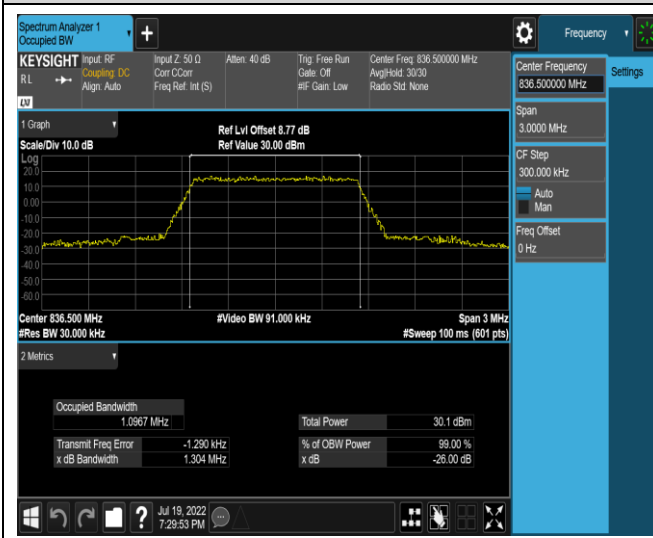 Spectrum Analyzer 1
Occupied BW
Frequency
KEYSIGHT
R L
LXI
Input: RF
Coupling: DC
Align: Auto
Input Z: 50 Ω
Corr CCorr
Freq Ref: Int (S)
Atten: 40 dB
Trig: Free Run
Gate: Off
#IF Gain: Low
Center Freq: 836.500000 MHz
Avg|Hold: 30/30
Radio Std: None
Center Frequency
836.500000 MHz
Settings
Span
3.0000 MHz
CF Step
300.000 kHz
Auto
Man
Freq Offset
0 Hz
1 Graph
Scale/Div 10.0 dB
Ref Lvl Offset 8.77 dB
Ref Value 30.00 dBm
Log
20.0
10.0
0.00
-10.0
-20.0
-30.0
-40.0
-50.0
-60.0
Center 836.500 MHz
#Video BW 91.000 kHz
Span 3 MHz
#Res BW 30.000 kHz
#Sweep 100 ms (601 pts)
2 Metrics
Occupied Bandwidth
1.0967 MHz
Total Power 30.1 dBm
Transmit Freq Error -1.290 kHz
% of OBW Power 99.00 %
x dB Bandwidth 1.304 MHz
x dB -26.00 dB
?
Jul 19, 2022
7:29:53 PM